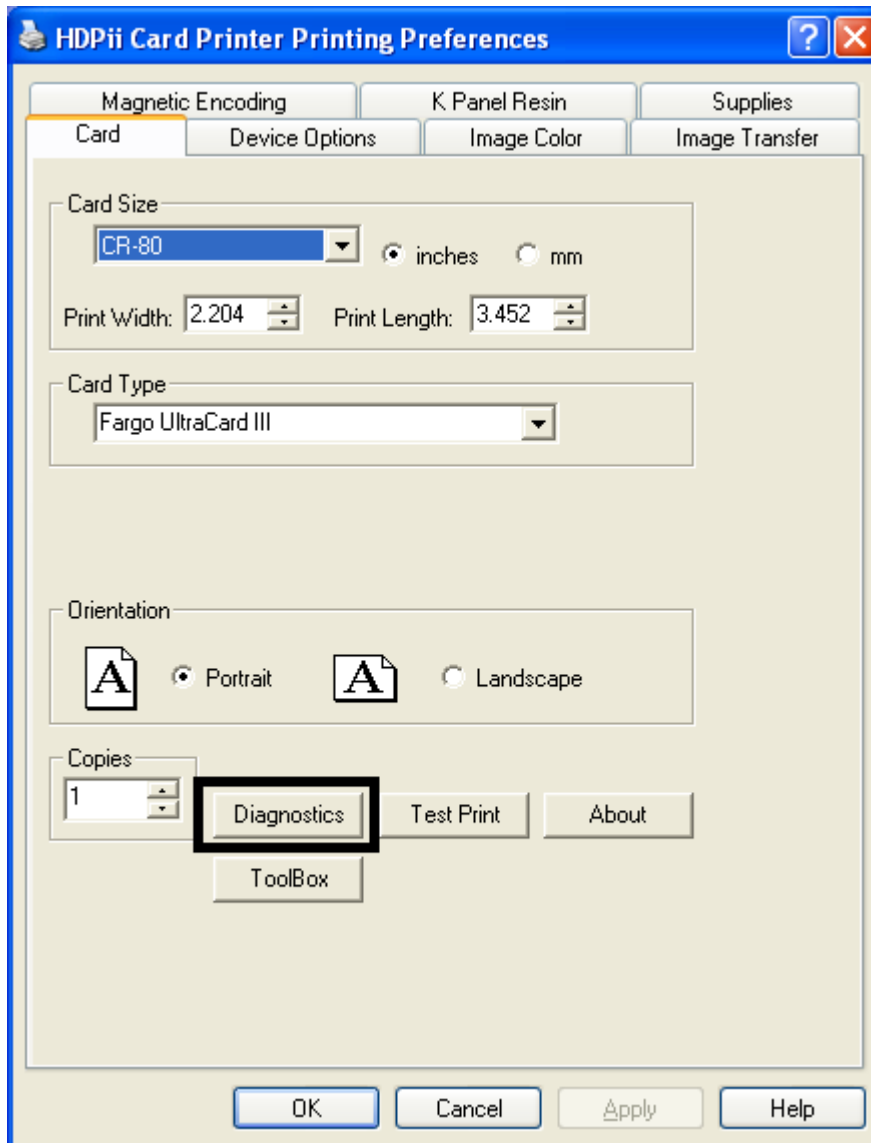 HDPii Card Printer Printing Preferences
?
Magnetic Encoding K Panel Resin Supplies
Card Device Options Image Color Image Transfer
Card Size
CR-80 inches mm
Print Width: 2.204 Print Length: 3.452
Card Type
Fargo UltraCard III
Orientation
A Portrait A Landscape
Copies
1 Diagnostics Test Print About
ToolBox
OK Cancel Apply Help